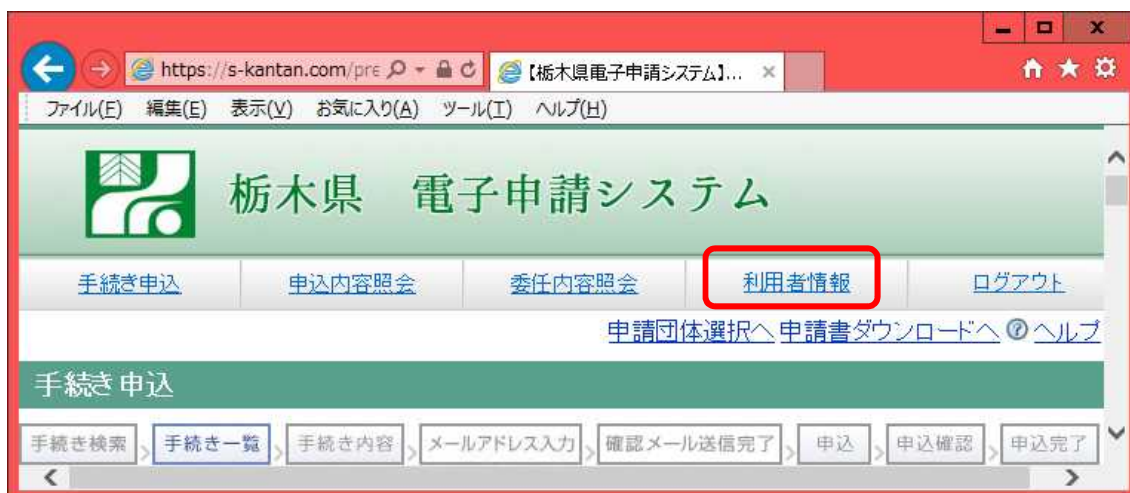 https://s-kantan.com/pre
【栃木県電子申請システム】... ×
ファイル(F) 編集(E) 表示(V) お気に入り(A) ツール(T) ヘルプ(H)
栃木県 電子申請システム
手続き申込 申込内容照会 委任内容照会 利用者情報 ログアウト
申請団体選択へ 申請書ダウンロードへ ヘルプ
手続き申込
手続き検索 手続き一覧 手続き内容 メールアドレス入力 確認メール送信完了 申込 申込確認 申込完了